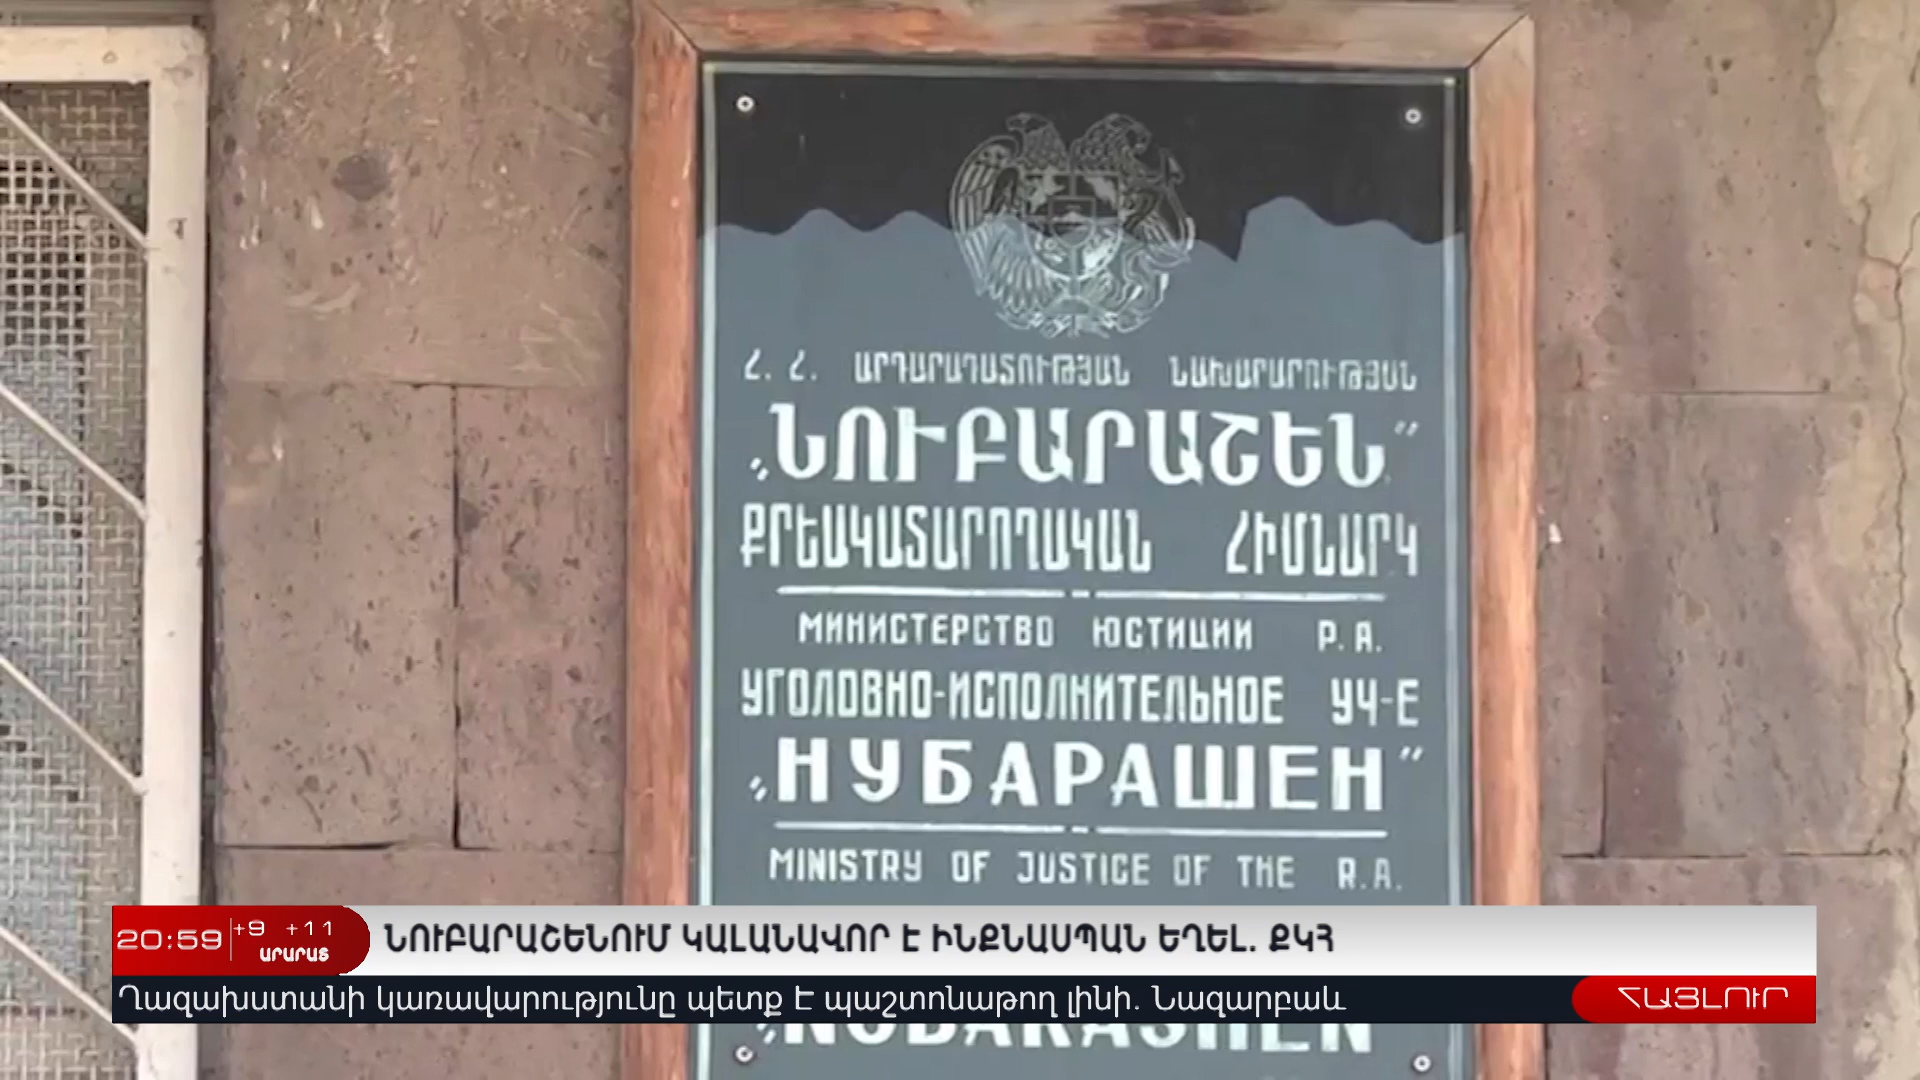 Հ. Հ. ԱՐԴԱՐԱԴԱՏՈՒԹՅԱՆ ՆԱԽԱՐԱՐՈՒԹՅԱՆ
„ՆՈՒԲԱՐԱՇԵՆ“
ՔՐԵԱԿԱՏԱՐՈՂԱԿԱՆ ՀԻՄՆԱՐԿ
МИНИСТЕРСТВО ЮСТИЦИИ Р.А.
УГОЛОВНО-ИСПОЛНИТЕЛЬНОЕ УЧ-Е
„НУБАРАШЕН“
MINISTRY OF JUSTICE OF THE R.A.
„NUBARASHEN
20:59 +9 +11
ԱՐԱՐԱՏ
ՆՈՒԲԱՐԱՇԵՆՈՒՄ ԿԱԼԱՆԱՎՈՐ Է ԻՆՔՆԱՍՊԱՆ ԵՂԵԼ. ՔԿՀ
Ղազախստանի կառավարությունը պետք է պաշտոնաթող լինի. Նազարբաև
ՀԱՅԼՈՒՐ